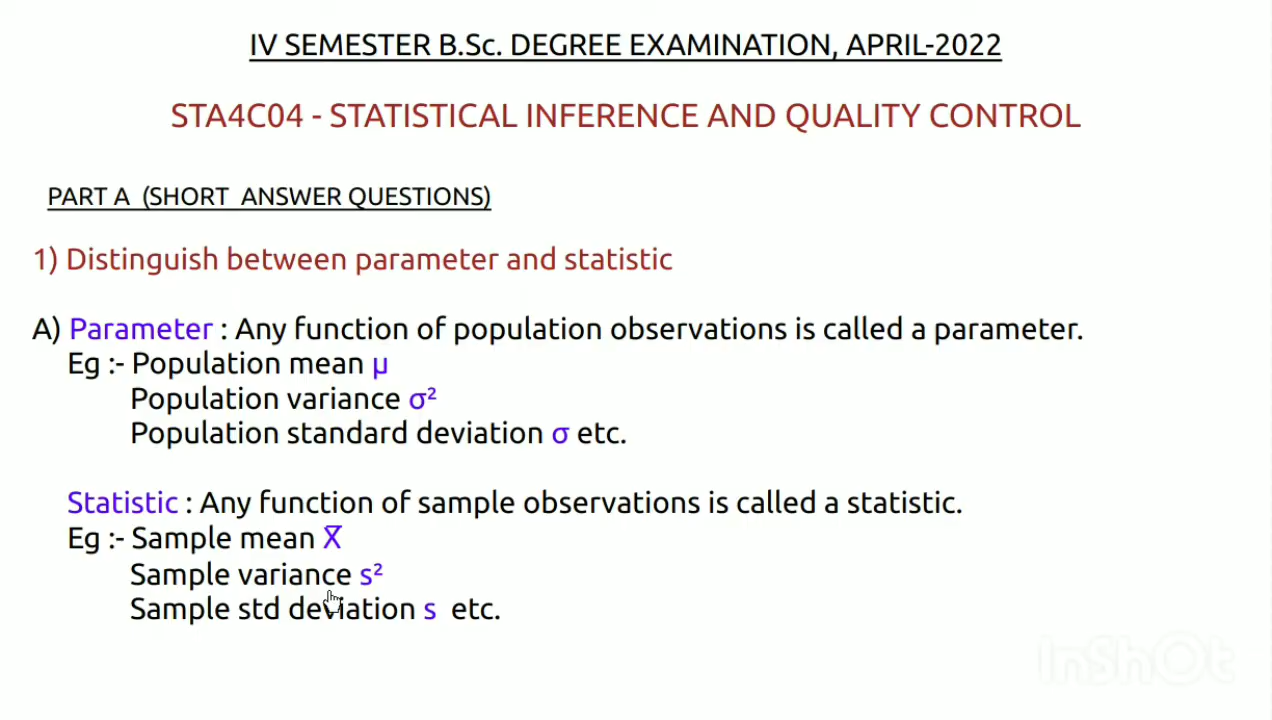 IV SEMESTER B.Sc. DEGREE EXAMINATION, APRIL-2022
STA4C04 - STATISTICAL INFERENCE AND QUALITY CONTROL
PART A (SHORT ANSWER QUESTIONS)
1) Distinguish between parameter and statistic
A) Parameter : Any function of population observations is called a parameter.
Eg :- Population mean μ
Population variance σ²
Population standard deviation σ etc.
Statistic : Any function of sample observations is called a statistic.
Eg :- Sample mean X̅
Sample variance s²
Sample std deviation s etc.
InShOt